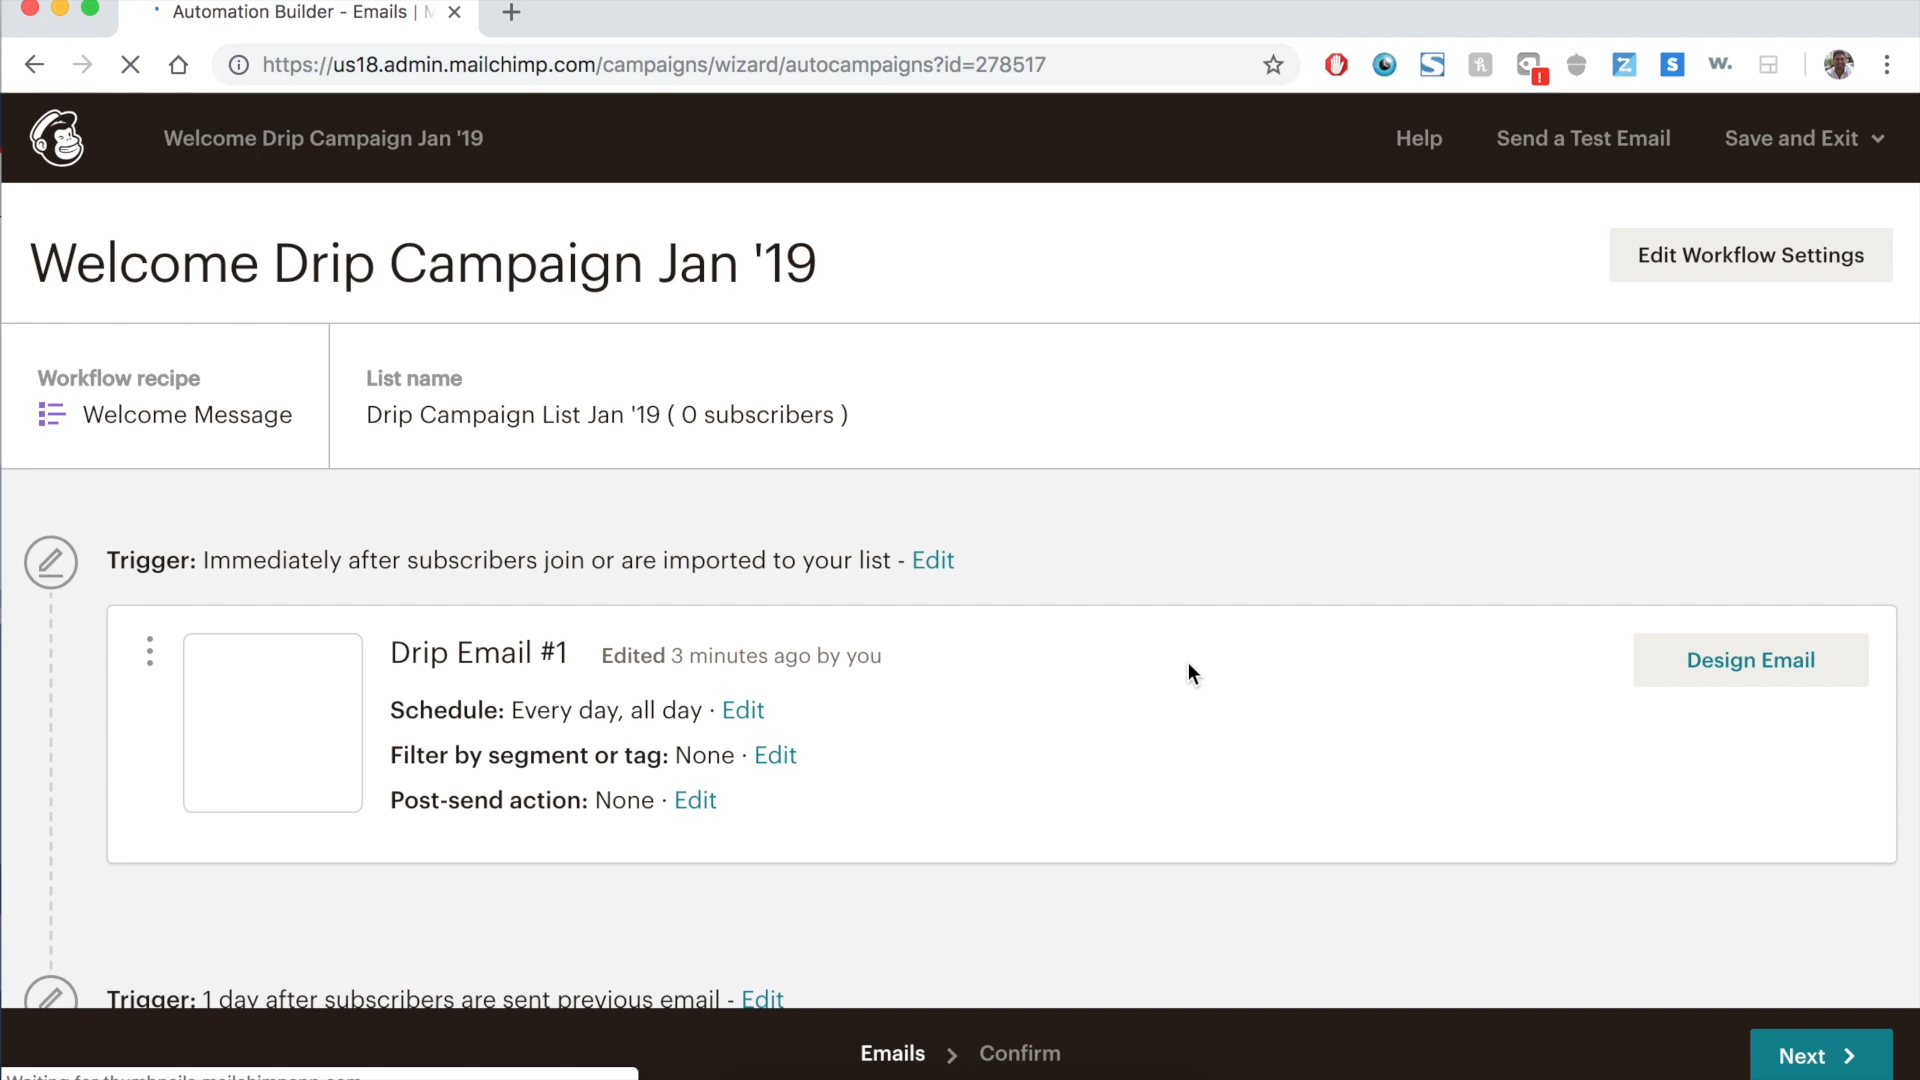 Automation Builder - Emails |
https://us18.admin.mailchimp.com/campaigns/wizard/autocampaigns?id=278517
Welcome Drip Campaign Jan '19
Help
Send a Test Email
Save and Exit
Welcome Drip Campaign Jan '19
Edit Workflow Settings
Workflow recipe
Welcome Message
List name
Drip Campaign List Jan '19 ( 0 subscribers )
Trigger: Immediately after subscribers join or are imported to your list - Edit
Drip Email #1 Edited 3 minutes ago by you
Design Email
Schedule: Every day, all day · Edit
Filter by segment or tag: None · Edit
Post-send action: None · Edit
Trigger: 1 day after subscribers are sent previous email - Edit
Emails > Confirm
Next >